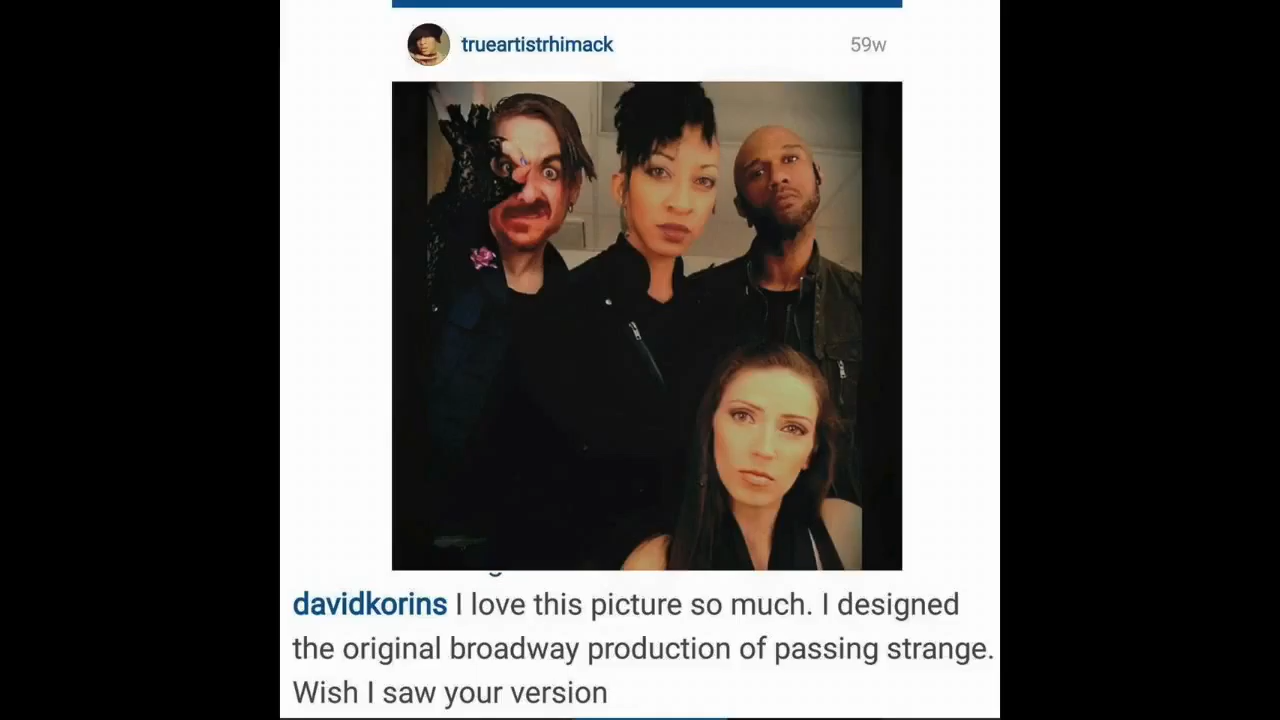 trueartistrhimack 59w
davidkorins I love this picture so much. I designed
the original broadway production of passing strange.
Wish I saw your version